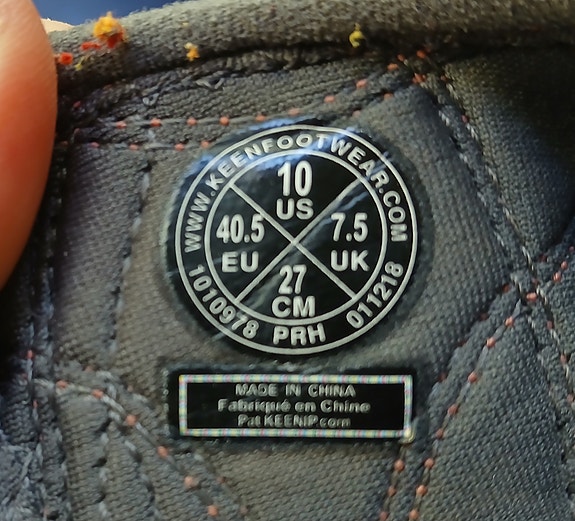 WWW.KEENFOOTWEAR.COM
10
US
40.5
EU
7.5
UK
27
CM
1010978 PRH 011218
MADE IN CHINA
Fabriqué en Chine
Pat KEENIP.com